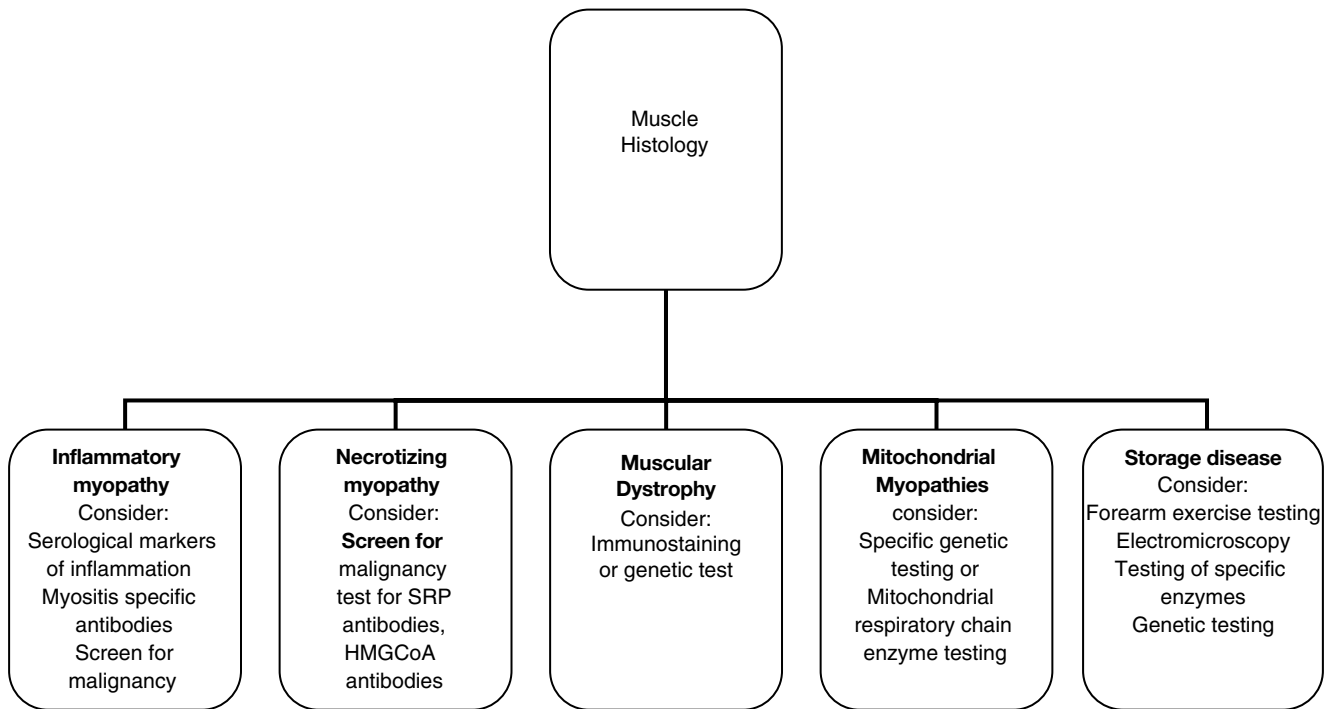 Muscle
Histology
Inflammatory
myopathy
Consider:
Serological markers
of inflammation
Myositis specific
antibodies
Screen for
malignancy
Necrotizing
myopathy
Consider:
Screen for
malignancy
test for SRP
antibodies,
HMGCoA
antibodies
Muscular
Dystrophy
Consider:
Immunostaining
or genetic test
Mitochondrial
Myopathies
consider:
Specific genetic
testing or
Mitochondrial
respiratory chain
enzyme testing
Storage disease
Consider:
Forearm exercise testing
Electromicroscopy
Testing of specific
enzymes
Genetic testing